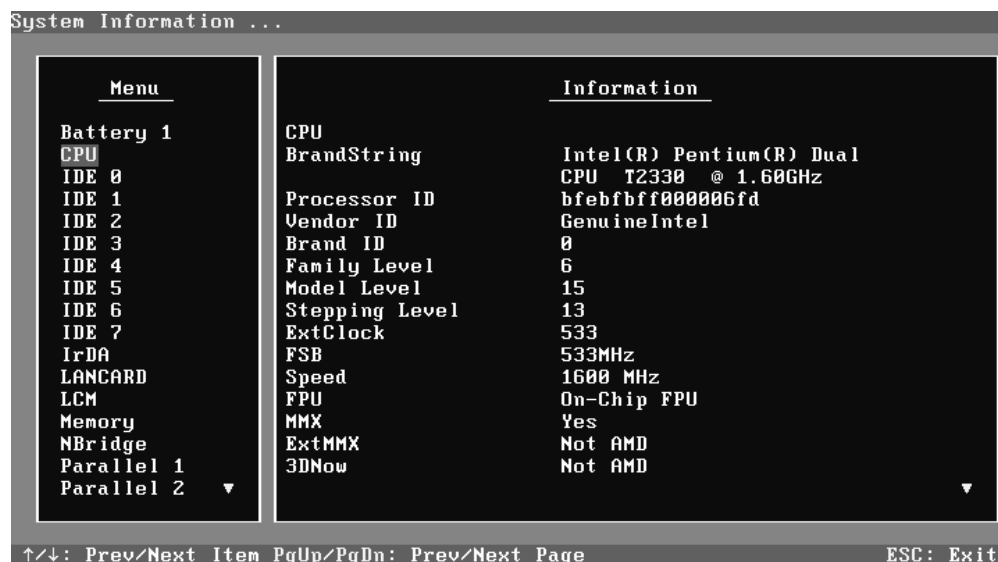 System Information ...
Menu
Battery 1
CPU
IDE 0
IDE 1
IDE 2
IDE 3
IDE 4
IDE 5
IDE 6
IDE 7
IrDA
LANCARD
LCM
Memory
NBridge
Parallel 1
Parallel 2 ▼
Information
CPU
BrandString Intel(R) Pentium(R) Dual
CPU T2330 @ 1.60GHz
Processor ID bfebfbff000006fd
Vendor ID GenuineIntel
Brand ID 0
Family Level 6
Model Level 15
Stepping Level 13
ExtClock 533
FSB 533MHz
Speed 1600 MHz
FPU On-Chip FPU
MMX Yes
ExtMMX Not AMD
3DNow Not AMD
▼
↑/↓: Prev/Next Item PgUp/PgDn: Prev/Next Page ESC: Exit